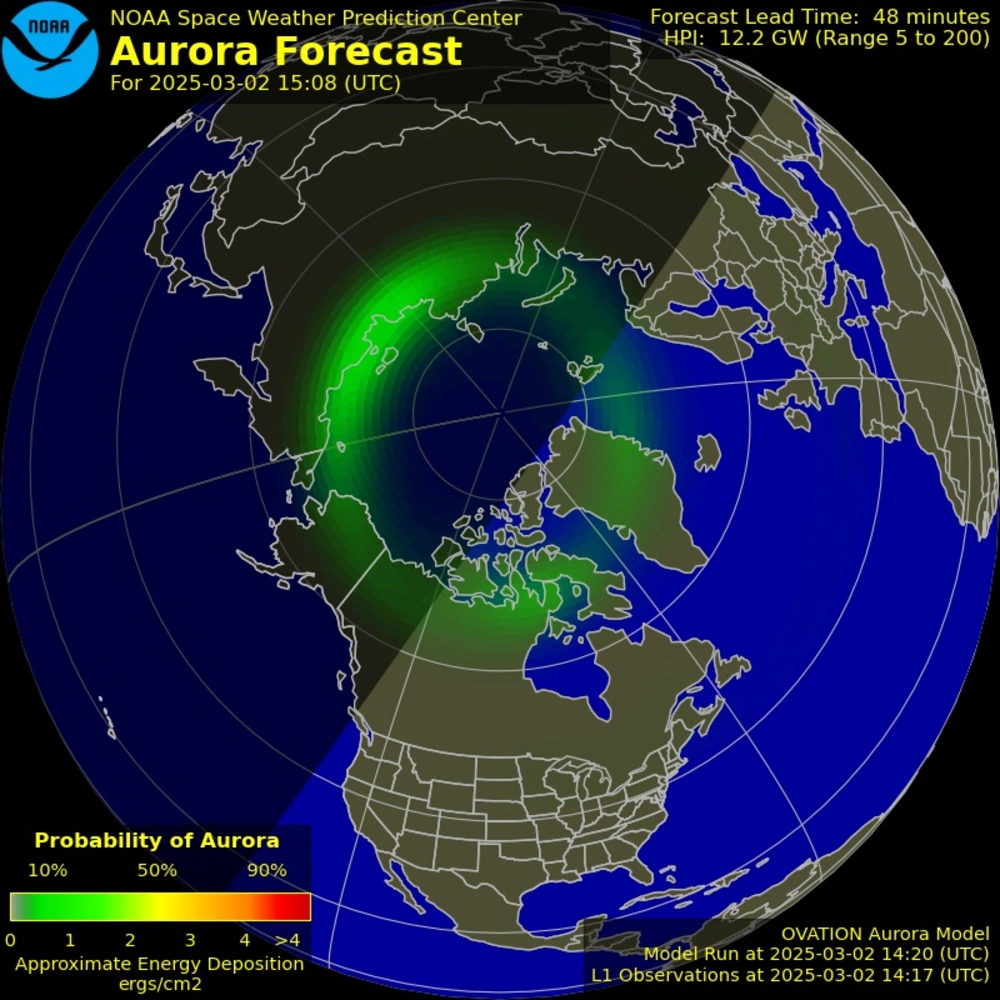 NOAA
NOAA Space Weather Prediction Center
Aurora Forecast
For 2025-03-02 15:08 (UTC)
Forecast Lead Time: 48 minutes
HPI: 12.2 GW (Range 5 to 200)
Probability of Aurora
10% 50% 90%
0 1 2 3 4 >4
Approximate Energy Deposition
ergs/cm2
OVATION Aurora Model
Model Run at 2025-03-02 14:20 (UTC)
L1 Observations at 2025-03-02 14:17 (UTC)